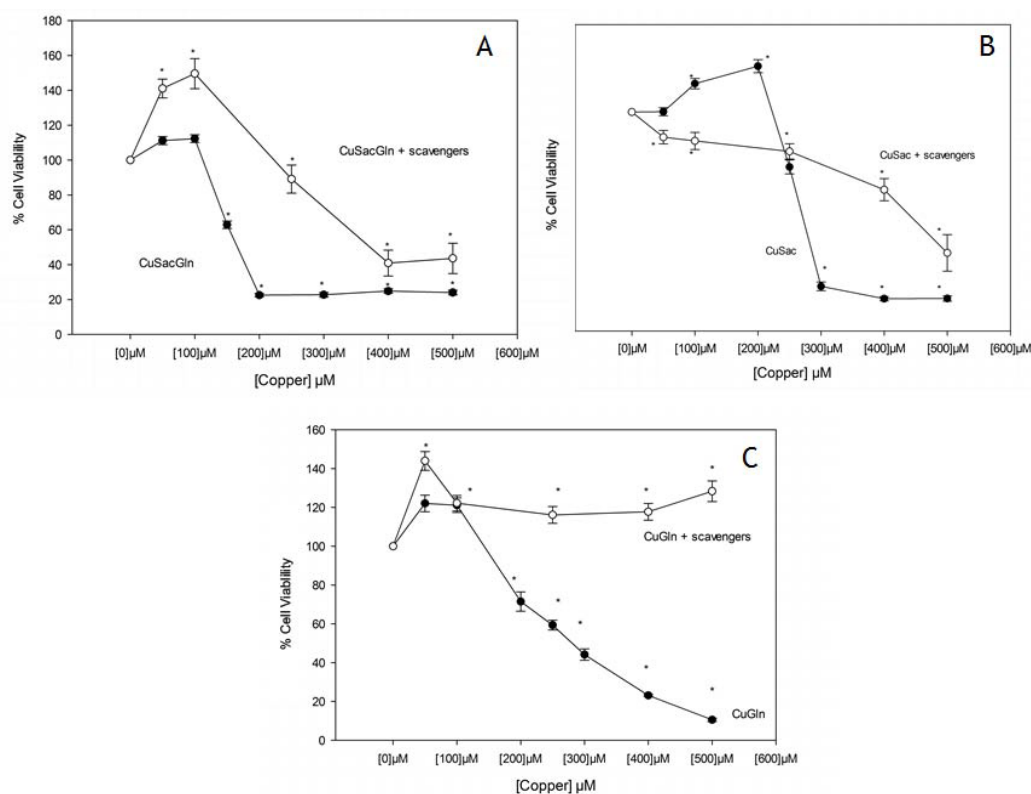 A
180
160
140
120
100
80
60
40
20
0
% Cell Viablility
CuSacGln + scavengers
CuSacGln
[0]µM [100]µM [200]µM [300]µM [400]µM [500]µM [600]µM
[Copper] µM
B
% Cell Viablility
CuSac + scavengers
CuSac
[0]µM [100]µM [200]µM [300]µM [400]µM [500]µM [600]µM
[Copper] µM
C
160
140
120
100
80
60
40
20
0
% Cell Viablility
CuGln + scavengers
CuGln
[0]µM [100]µM [200]µM [300]µM [400]µM [500]µM [600]µM
[Copper] µM